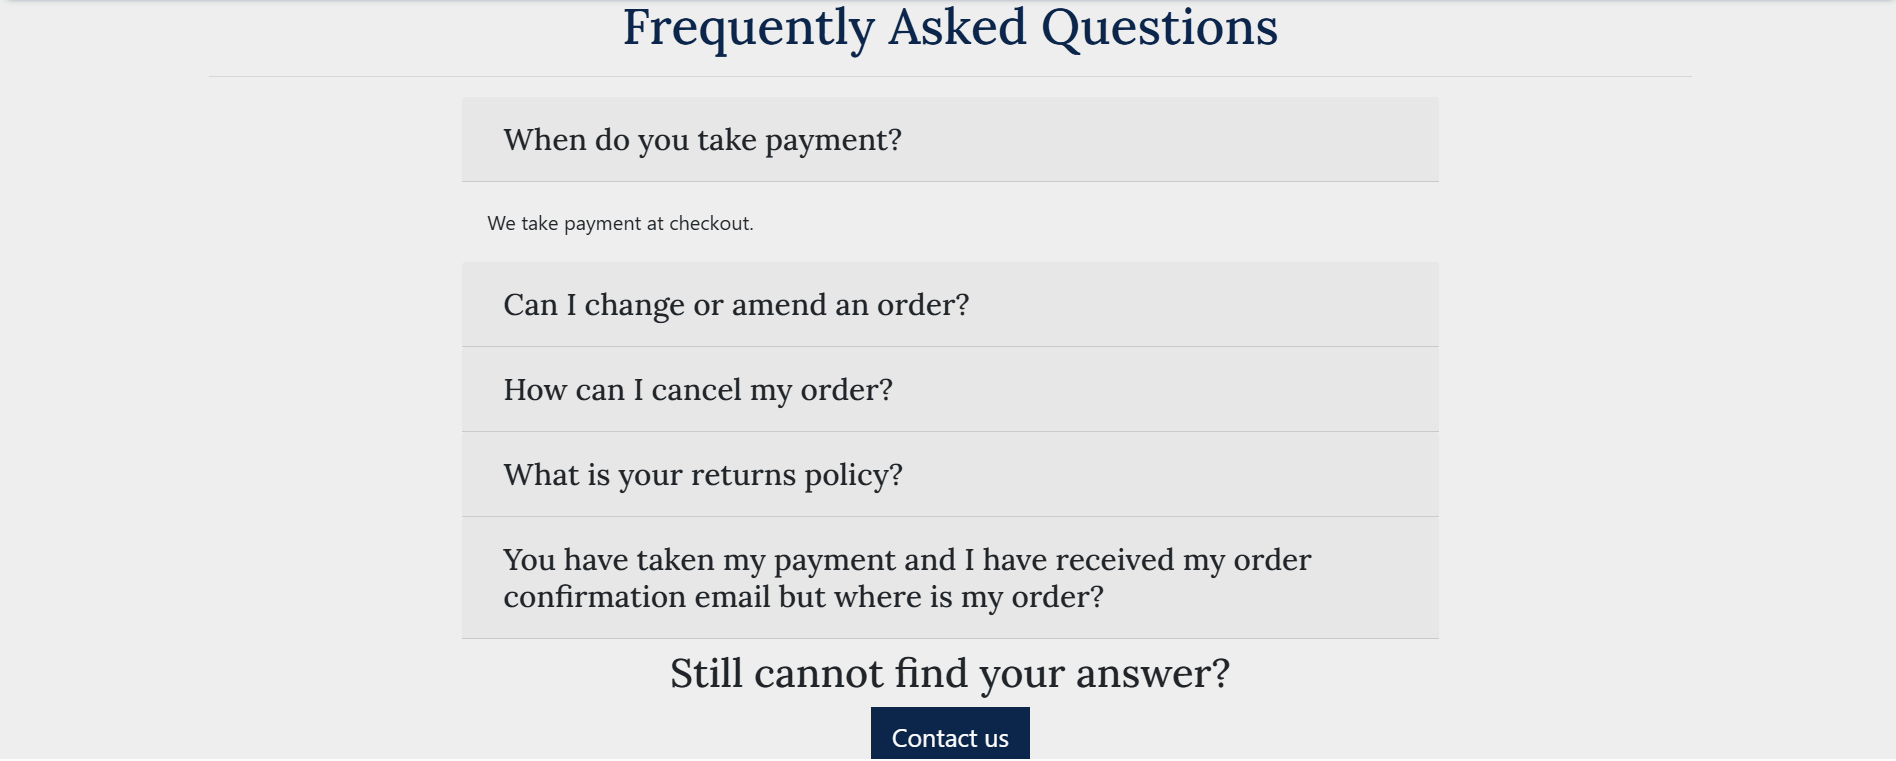 Frequently Asked Questions
When do you take payment?
We take payment at checkout.
Can I change or amend an order?
How can I cancel my order?
What is your returns policy?
You have taken my payment and I have received my order
confirmation email but where is my order?
Still cannot find your answer?
Contact us